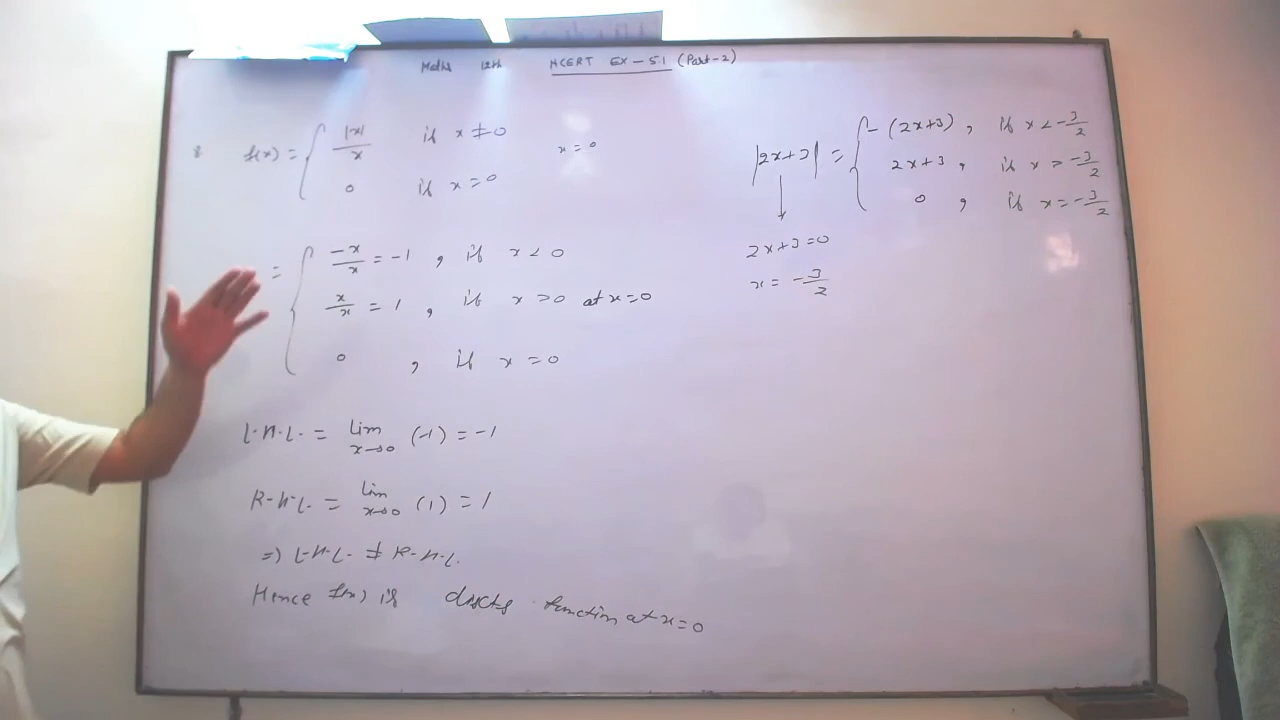 Maths 12th NCERT EX-5.1 (Part-2)
8. f(x) = { |x|/x if x ≠ 0 x = 0
0 if x = 0
= { -x/x = -1 , if x < 0
x/x = 1 , if x > 0 at x = 0
0 , if x = 0
L.H.L. = Lim x→0 (-1) = -1
R.H.L. = lim x→0 (1) = 1
=) L.H.L. ≠ R.H.L.
Hence f(x) is function at x = 0
|2x+3| = { -(2x+3) , if x < -3/2
2x+3 , if x > -3/2
0 , if x = -3/2
2x+3 = 0
x = -3/2